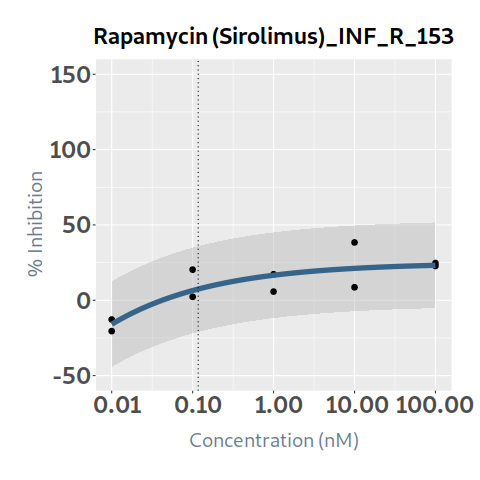 Rapamycin (Sirolimus)_INF_R_153
% Inhibition
150
100
50
0
-50
0.01 0.10 1.00 10.00 100.00
Concentration (nM)